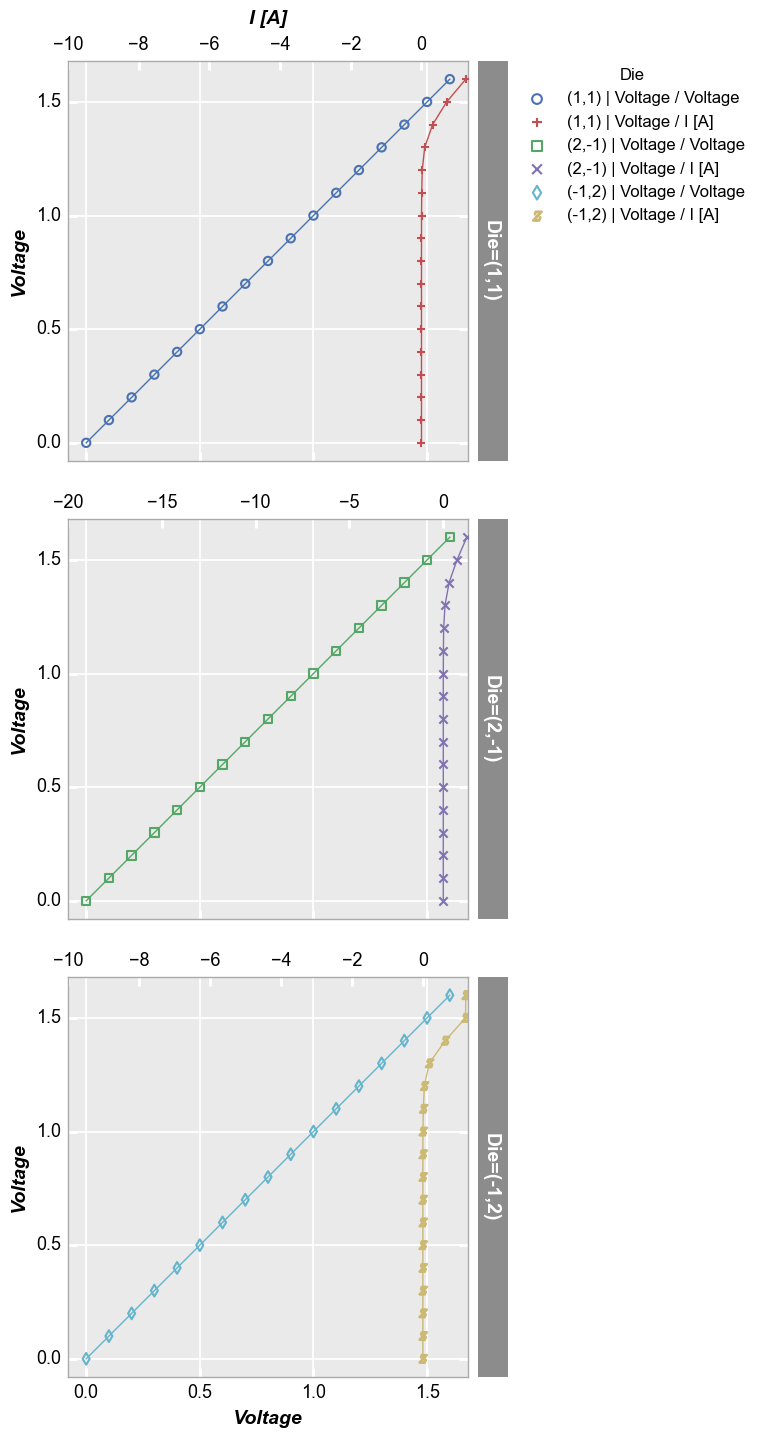 I [A]
−10 −8 −6 −4 −2 0
Die
(1,1) | Voltage / Voltage
(1,1) | Voltage / I [A]
(2,-1) | Voltage / Voltage
(2,-1) | Voltage / I [A]
(-1,2) | Voltage / Voltage
(-1,2) | Voltage / I [A]
1.5
1.0
0.5
0.0
Voltage
Die=(1,1)
−20 −15 −10 −5 0
1.5
1.0
0.5
0.0
Voltage
Die=(2,-1)
−10 −8 −6 −4 −2 0
1.5
1.0
0.5
0.0
Voltage
Die=(-1,2)
0.0 0.5 1.0 1.5
Voltage